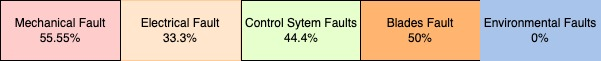 Mechanical Fault
55.55%
Electrical Fault
33.3%
Control Sytem Faults
44.4%
Blades Fault
50%
Environmental Faults
0%